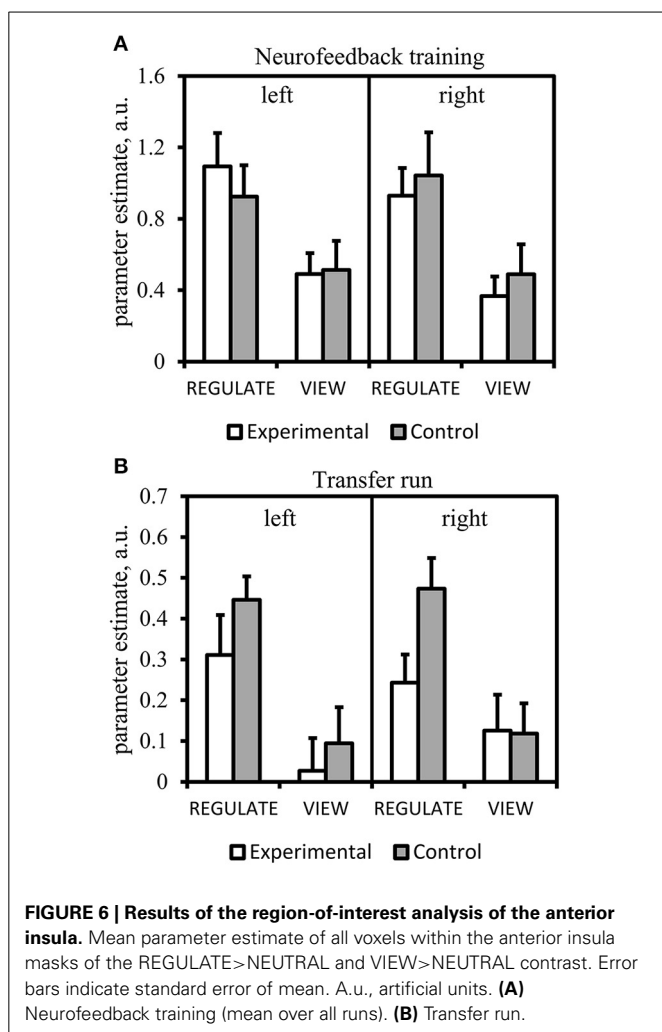 A
Neurofeedback training
1.6
left
right
1.2
0.8
0.4
0
parameter estimate, a.u.
REGULATE VIEW REGULATE VIEW
Experimental Control
B
Transfer run
0.7
left
right
0.6
0.5
0.4
0.3
0.2
0.1
0
parameter estimate, a.u.
REGULATE VIEW REGULATE VIEW
Experimental Control
FIGURE 6 | Results of the region-of-interest analysis of the anterior
insula. Mean parameter estimate of all voxels within the anterior insula
masks of the REGULATE>NEUTRAL and VIEW>NEUTRAL contrast. Error
bars indicate standard error of mean. A.u., artificial units. (A)
Neurofeedback training (mean over all runs). (B) Transfer run.